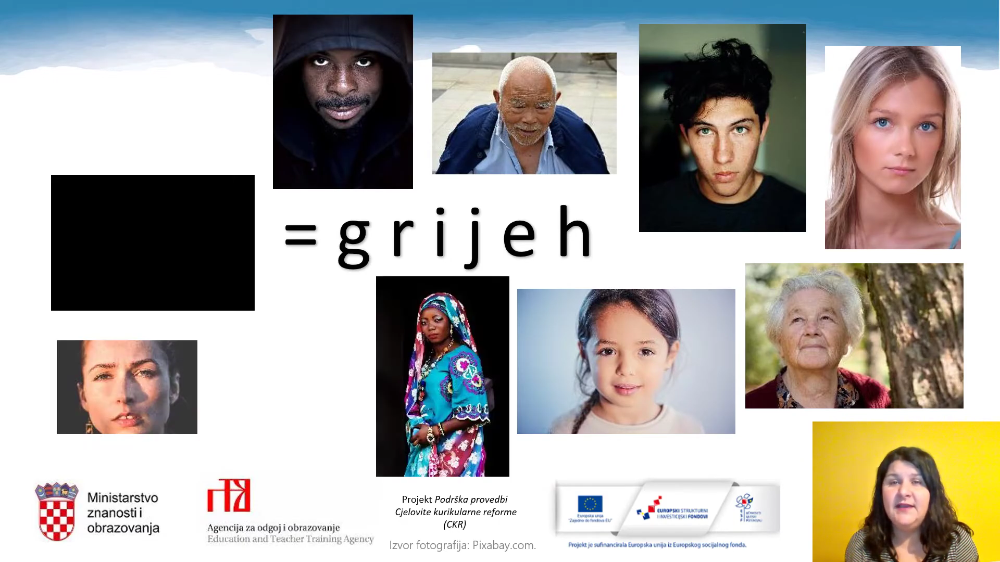 = g r i j e h
Ministarstvo
znanosti i
obrazovanja
Agencija za odgoj i obrazovanje
Education and Teacher Training Agency
Projekt Podrška provedbi
Cjelovite kurikularne reforme
(CKR)
Izvor fotografija: Pixabay.com.
Europska unija
"Zajedno do fondova EU"
EUROPSKI STRUKTURNI
I INVESTICIJSKI FONDOVI
Projekt je sufinancirala Europska unija iz Europskog socijalnog fonda.